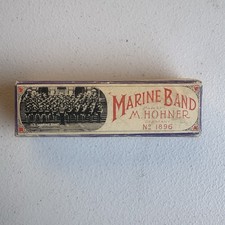 MARINE BAND
M. HOHNER
No 1896